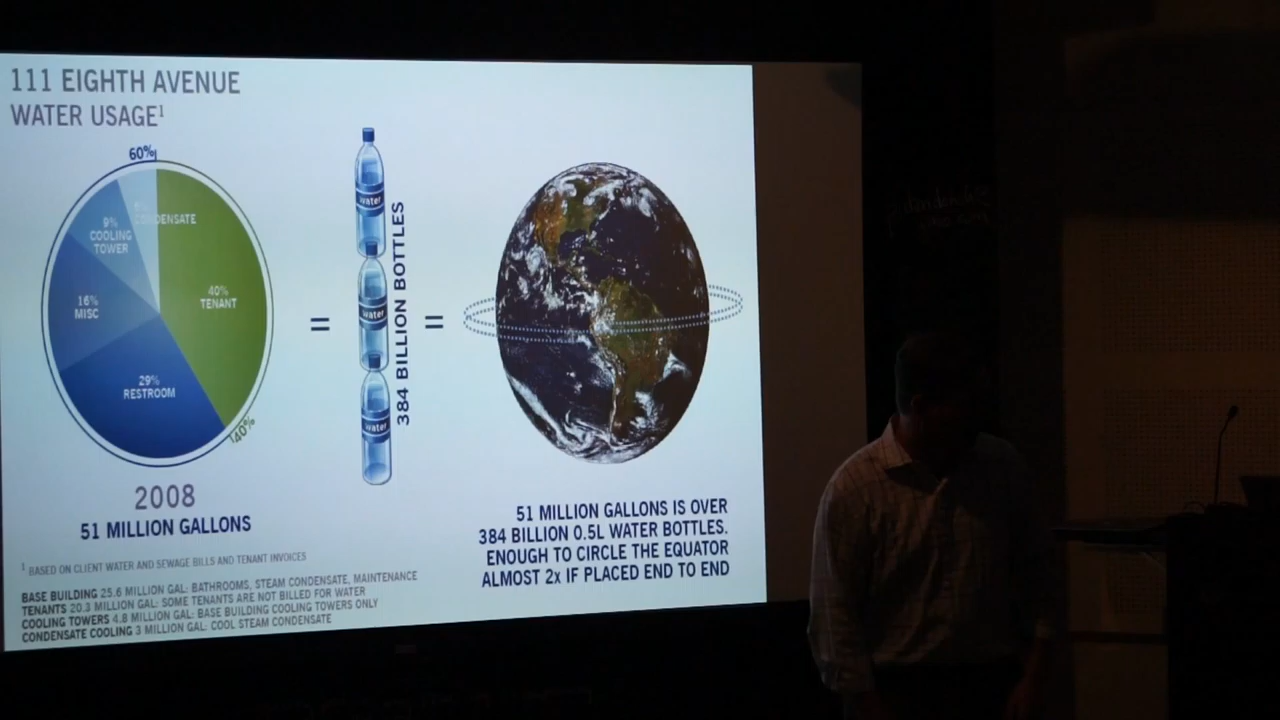 111 EIGHTH AVENUE
WATER USAGE¹
60%
CONDENSATE
9%
COOLING
TOWER
40%
TENANT
16%
MISC
29%
RESTROOM
40%
=
water
water
water
384 BILLION BOTTLES
=
2008
51 MILLION GALLONS
51 MILLION GALLONS IS OVER
384 BILLION 0.5L WATER BOTTLES.
ENOUGH TO CIRCLE THE EQUATOR
ALMOST 2x IF PLACED END TO END
¹ BASED ON CLIENT WATER AND SEWAGE BILLS AND TENANT INVOICES
BASE BUILDING 25.6 MILLION GAL: BATHROOMS, STEAM CONDENSATE, MAINTENANCE
TENANTS 20.3 MILLION GAL: SOME TENANTS ARE NOT BILLED FOR WATER
COOLING TOWERS 4.8 MILLION GAL: BASE BUILDING COOLING TOWERS ONLY
CONDENSATE COOLING 3 MILLION GAL: COOL STEAM CONDENSATE